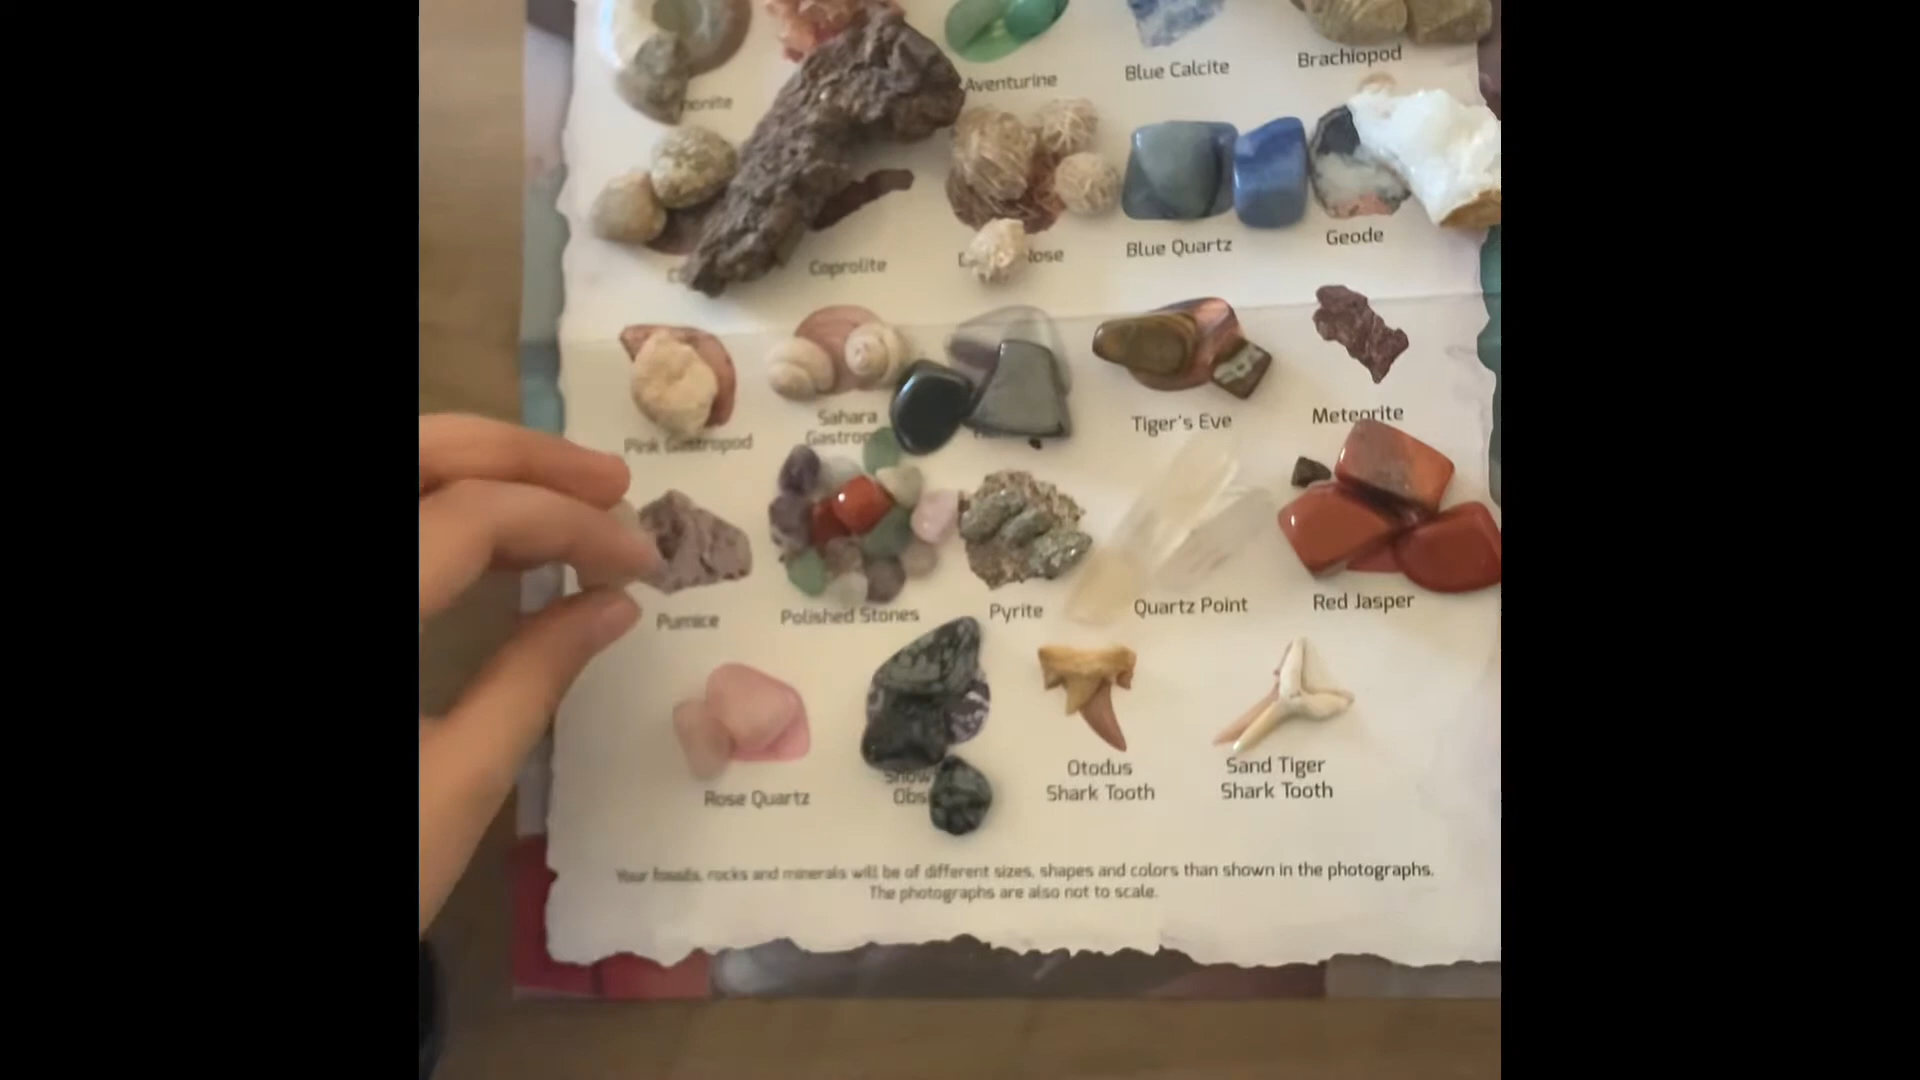 Aventurine
Blue Calcite
Brachiopod
Coprolite
Rose
Blue Quartz
Geode
Pink Gastropod
Sahara
Tiger's Eye
Meteorite
Pumice
Polished Stones
Pyrite
Quartz Point
Red Jasper
Rose Quartz
Otodus
Shark Tooth
Sand Tiger
Shark Tooth
Your fossils, rocks and minerals will be of different sizes, shapes and colors than shown in the photographs.
The photographs are also not to scale.